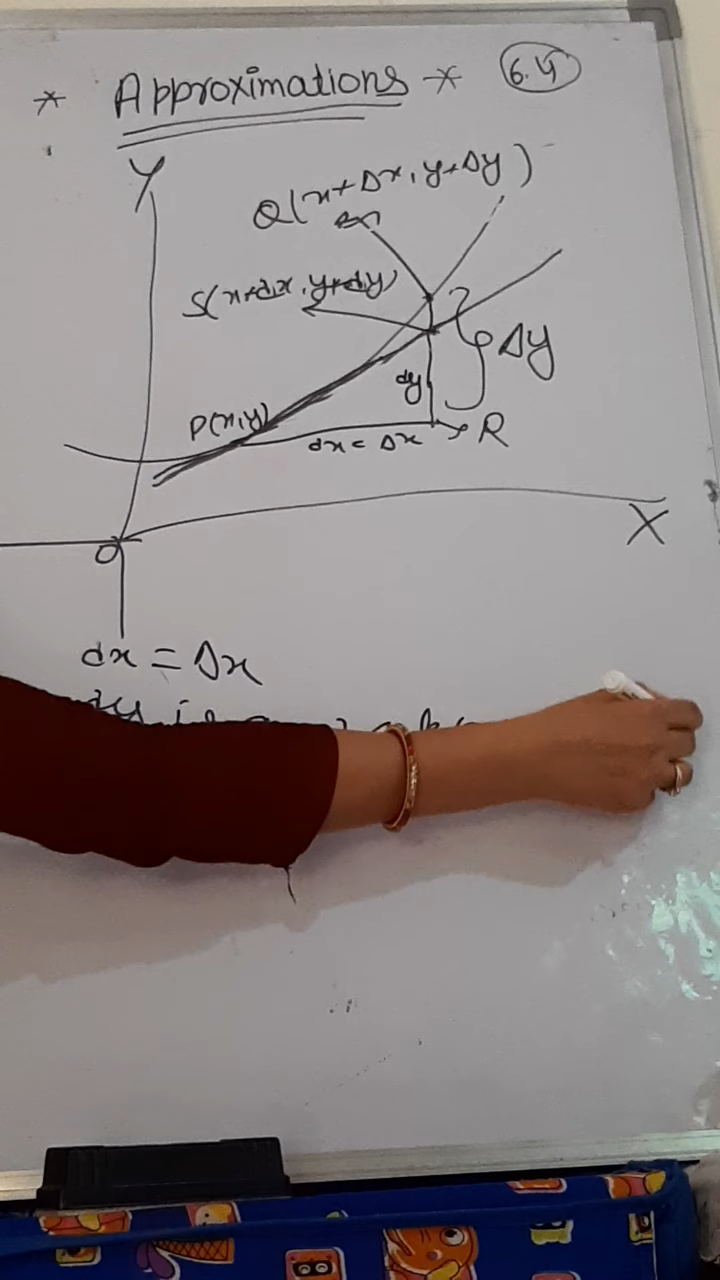 * Approximations * 6.4
Y
Q(x+Δx, y+Δy)
S(x+dx, y+dy)
Δy
dy
P(x,y)
dx = Δx
R
O
X
dx = Δx